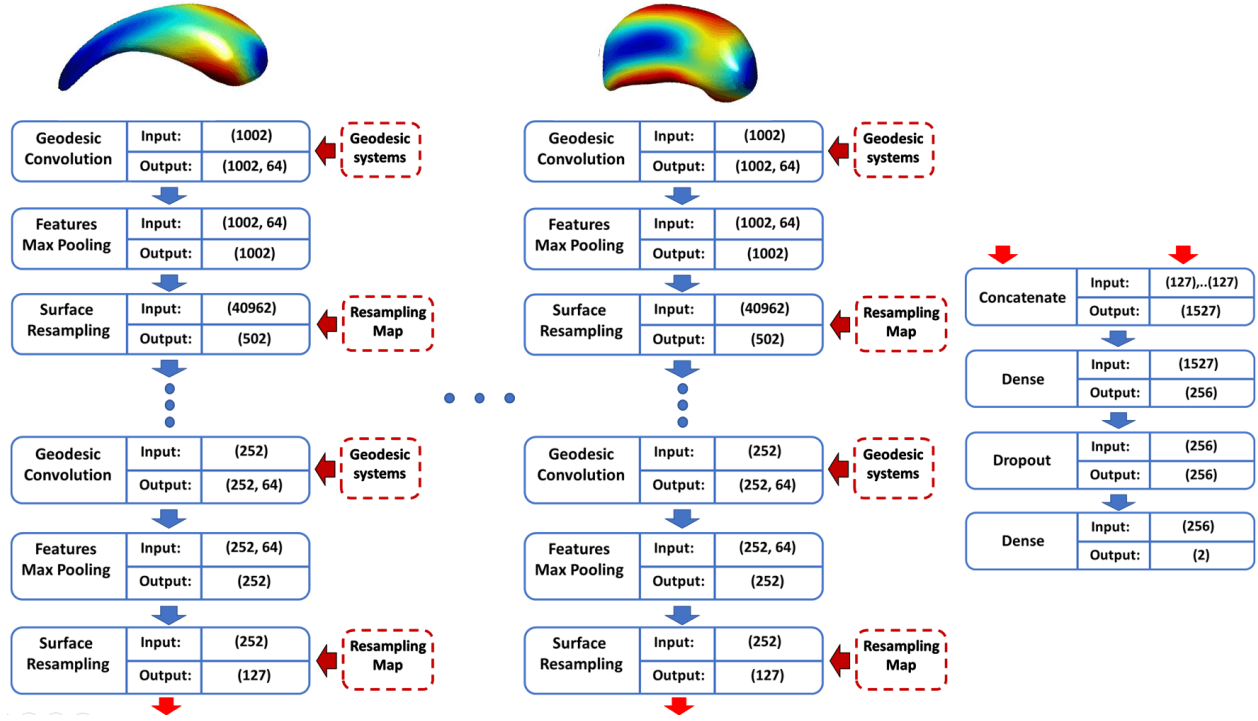 Geodesic Convolution
Input: (1002)
Output: (1002, 64)
Geodesic systems
Features Max Pooling
Input: (1002, 64)
Output: (1002)
Surface Resampling
Input: (40962)
Output: (502)
Resampling Map
Geodesic Convolution
Input: (252)
Output: (252, 64)
Geodesic systems
Features Max Pooling
Input: (252, 64)
Output: (252)
Surface Resampling
Input: (252)
Output: (127)
Resampling Map
Geodesic Convolution
Input: (1002)
Output: (1002, 64)
Geodesic systems
Features Max Pooling
Input: (1002, 64)
Output: (1002)
Surface Resampling
Input: (40962)
Output: (502)
Resampling Map
Geodesic Convolution
Input: (252)
Output: (252, 64)
Geodesic systems
Features Max Pooling
Input: (252, 64)
Output: (252)
Surface Resampling
Input: (252)
Output: (127)
Resampling Map
Concatenate
Input: (127),..(127)
Output: (1527)
Dense
Input: (1527)
Output: (256)
Dropout
Input: (256)
Output: (256)
Dense
Input: (256)
Output: (2)